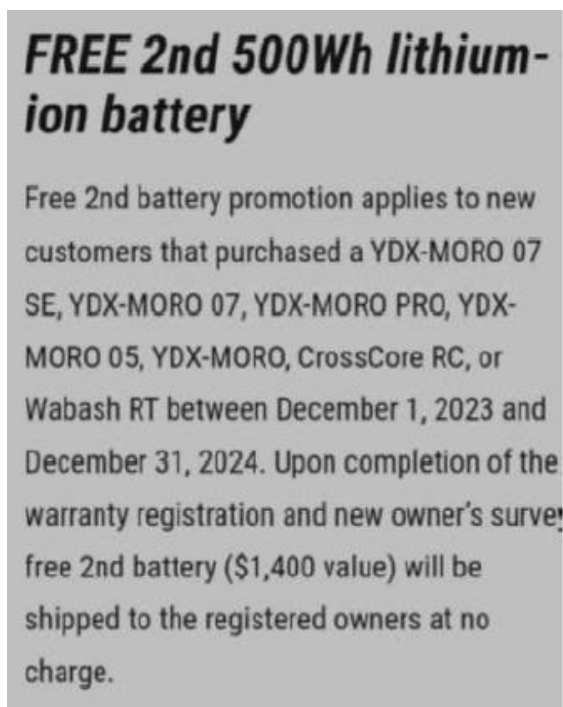 FREE 2nd 500Wh lithium-
ion battery
Free 2nd battery promotion applies to new
customers that purchased a YDX-MORO 07
SE, YDX-MORO 07, YDX-MORO PRO, YDX-
MORO 05, YDX-MORO, CrossCore RC, or
Wabash RT between December 1, 2023 and
December 31, 2024. Upon completion of the
warranty registration and new owner's survey
free 2nd battery ($1,400 value) will be
shipped to the registered owners at no
charge.